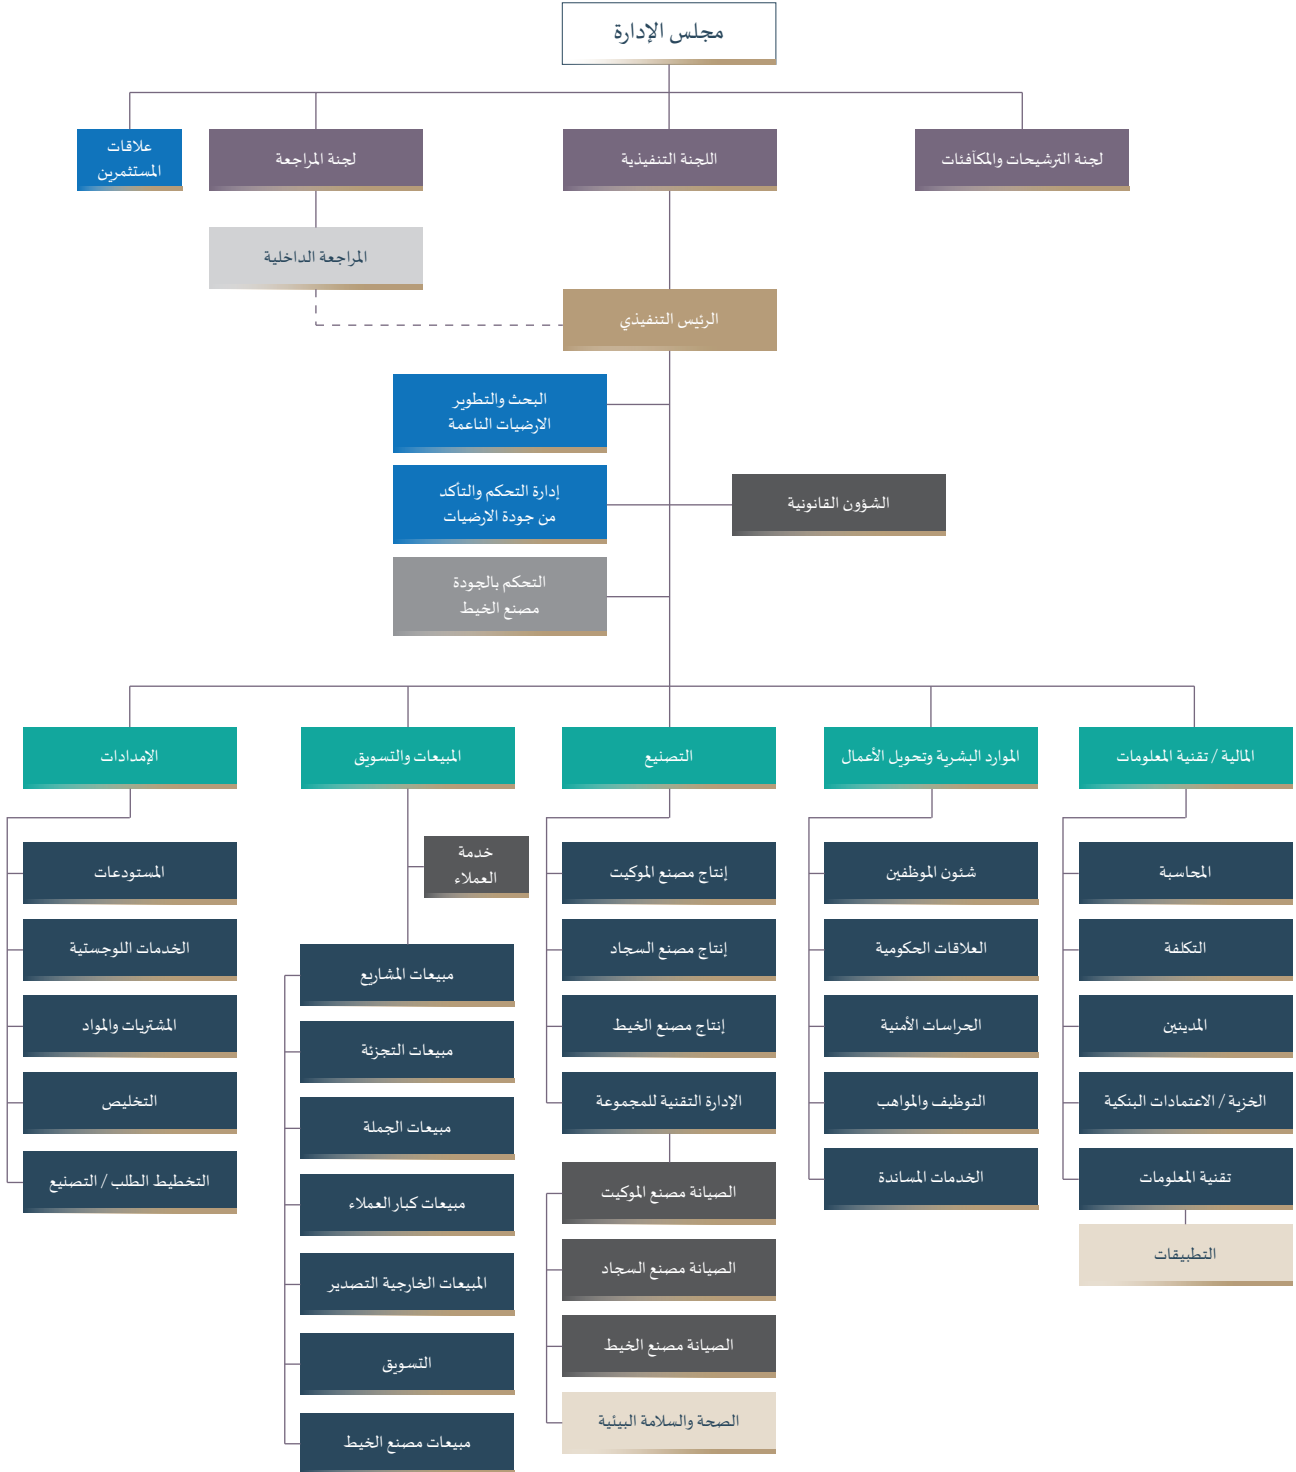 مجلس الإدارة
لجنة الترشيحات والمكآفئات
اللجنة التنفيذية
لجنة المراجعة
علاقات
المستثمرين
المراجعة الداخلية
الرئيس التنفيذي
البحث والتطوير
الارضيات الناعمة
إدارة التحكم والتأكد
من جودة الارضيات
الشؤون القانونية
التحكم بالجودة
مصنع الخيط
المالية / تقنية المعلومات
الموارد البشرية وتحويل الأعمال
التصنيع
المبيعات والتسويق
الإمدادات
المحاسبة
التكلفة
المدينين
الخزية / الاعتمادات البنكية
تقنية المعلومات
التطبيقات
شئون الموظفين
العلاقات الحكومية
الحراسات الأمنية
التوظيف والمواهب
الخدمات المساندة
إنتاج مصنع الموكيت
إنتاج مصنع السجاد
إنتاج مصنع الخيط
الإدارة التقنية للمجموعة
الصيانة مصنع الموكيت
الصيانة مصنع السجاد
الصيانة مصنع الخيط
الصحة والسلامة البيئية
خدمة
العملاء
مبيعات المشاريع
مبيعات التجزئة
مبيعات الجملة
مبيعات كبار العملاء
المبيعات الخارجية التصدير
التسويق
مبيعات مصنع الخيط
المستودعات
الخدمات اللوجستية
المشتريات والمواد
التخليص
التخطيط الطلب / التصنيع